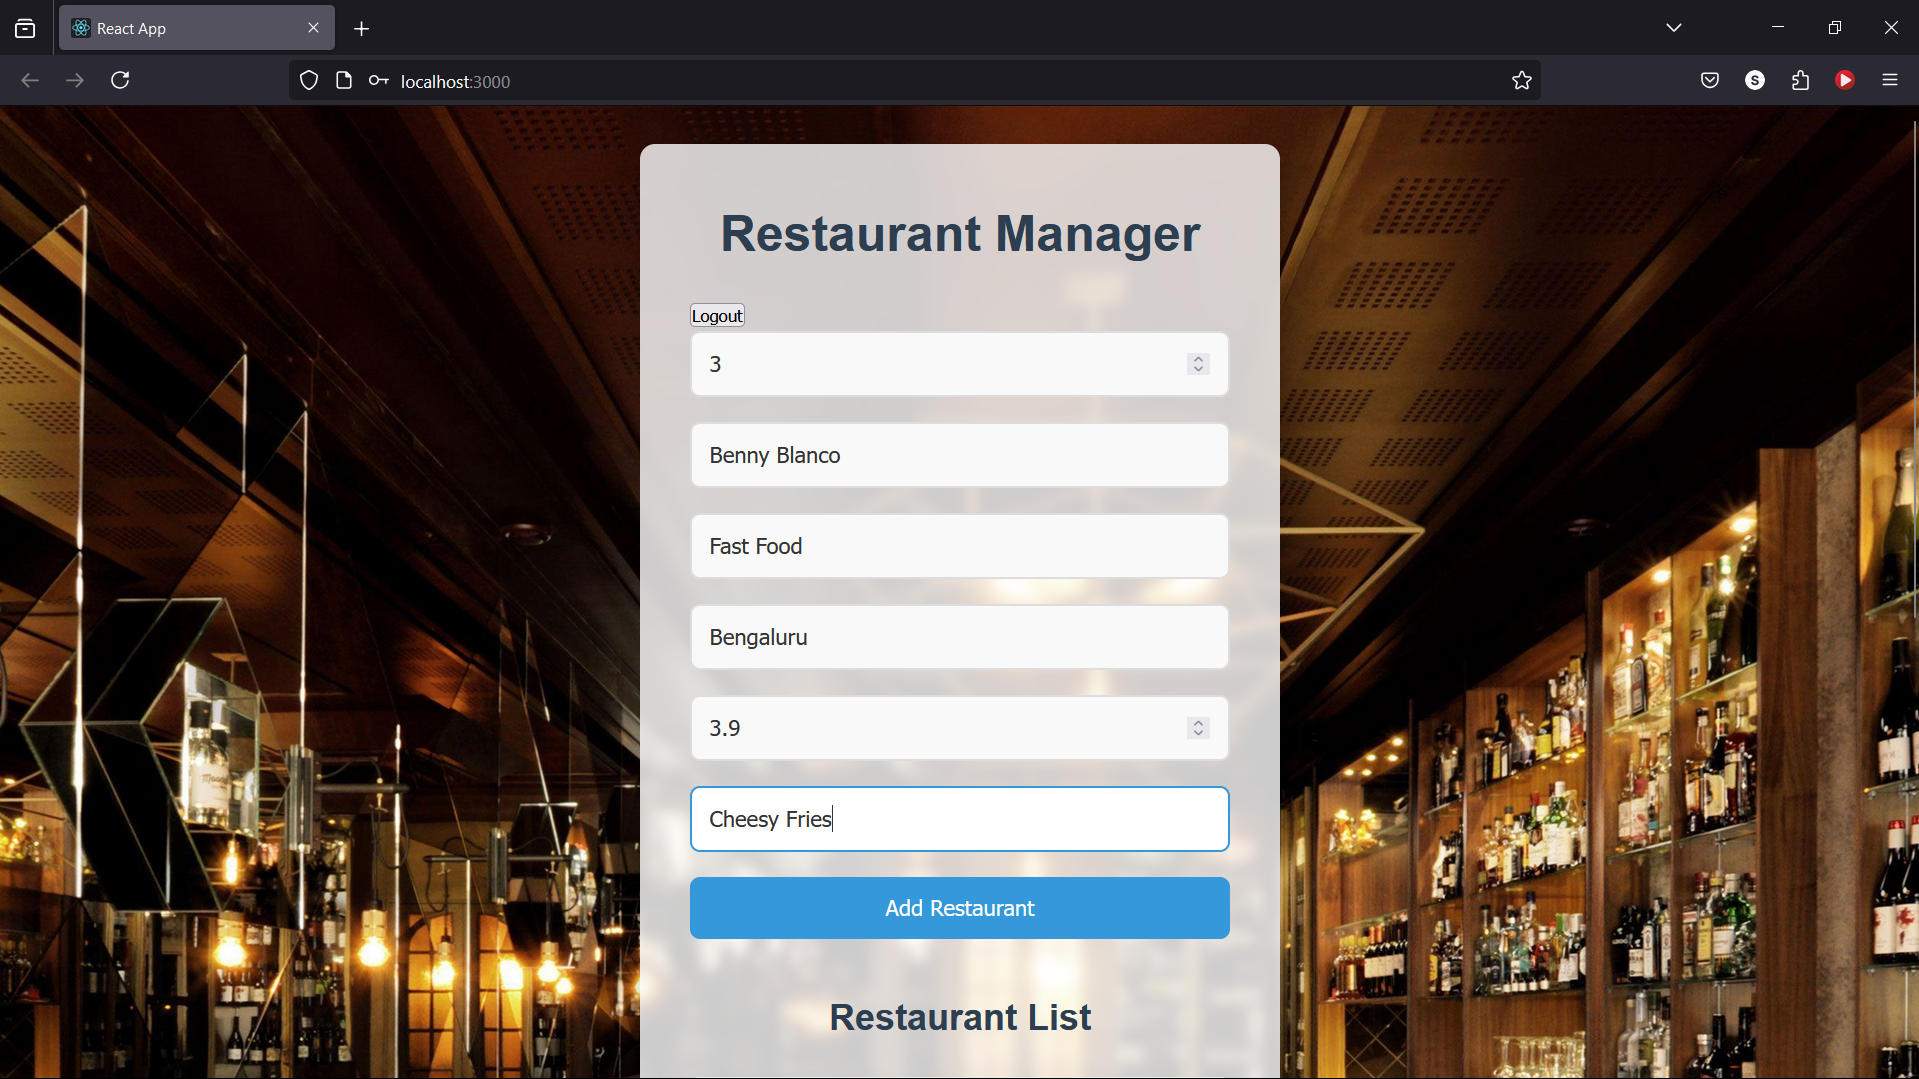 React App
localhost:3000
S
Restaurant Manager
Logout
3
Benny Blanco
Fast Food
Bengaluru
3.9
Cheesy Fries
Add Restaurant
Restaurant List